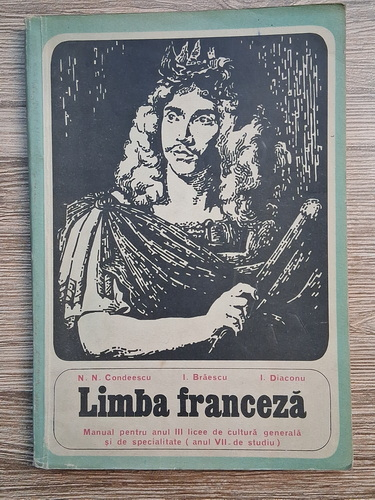 N. N. Condeescu I. Brăescu I. Diaconu
Limba franceză
Manual pentru anul III licee de cultură generală
și de specialitate ( anul VII. de studiu )